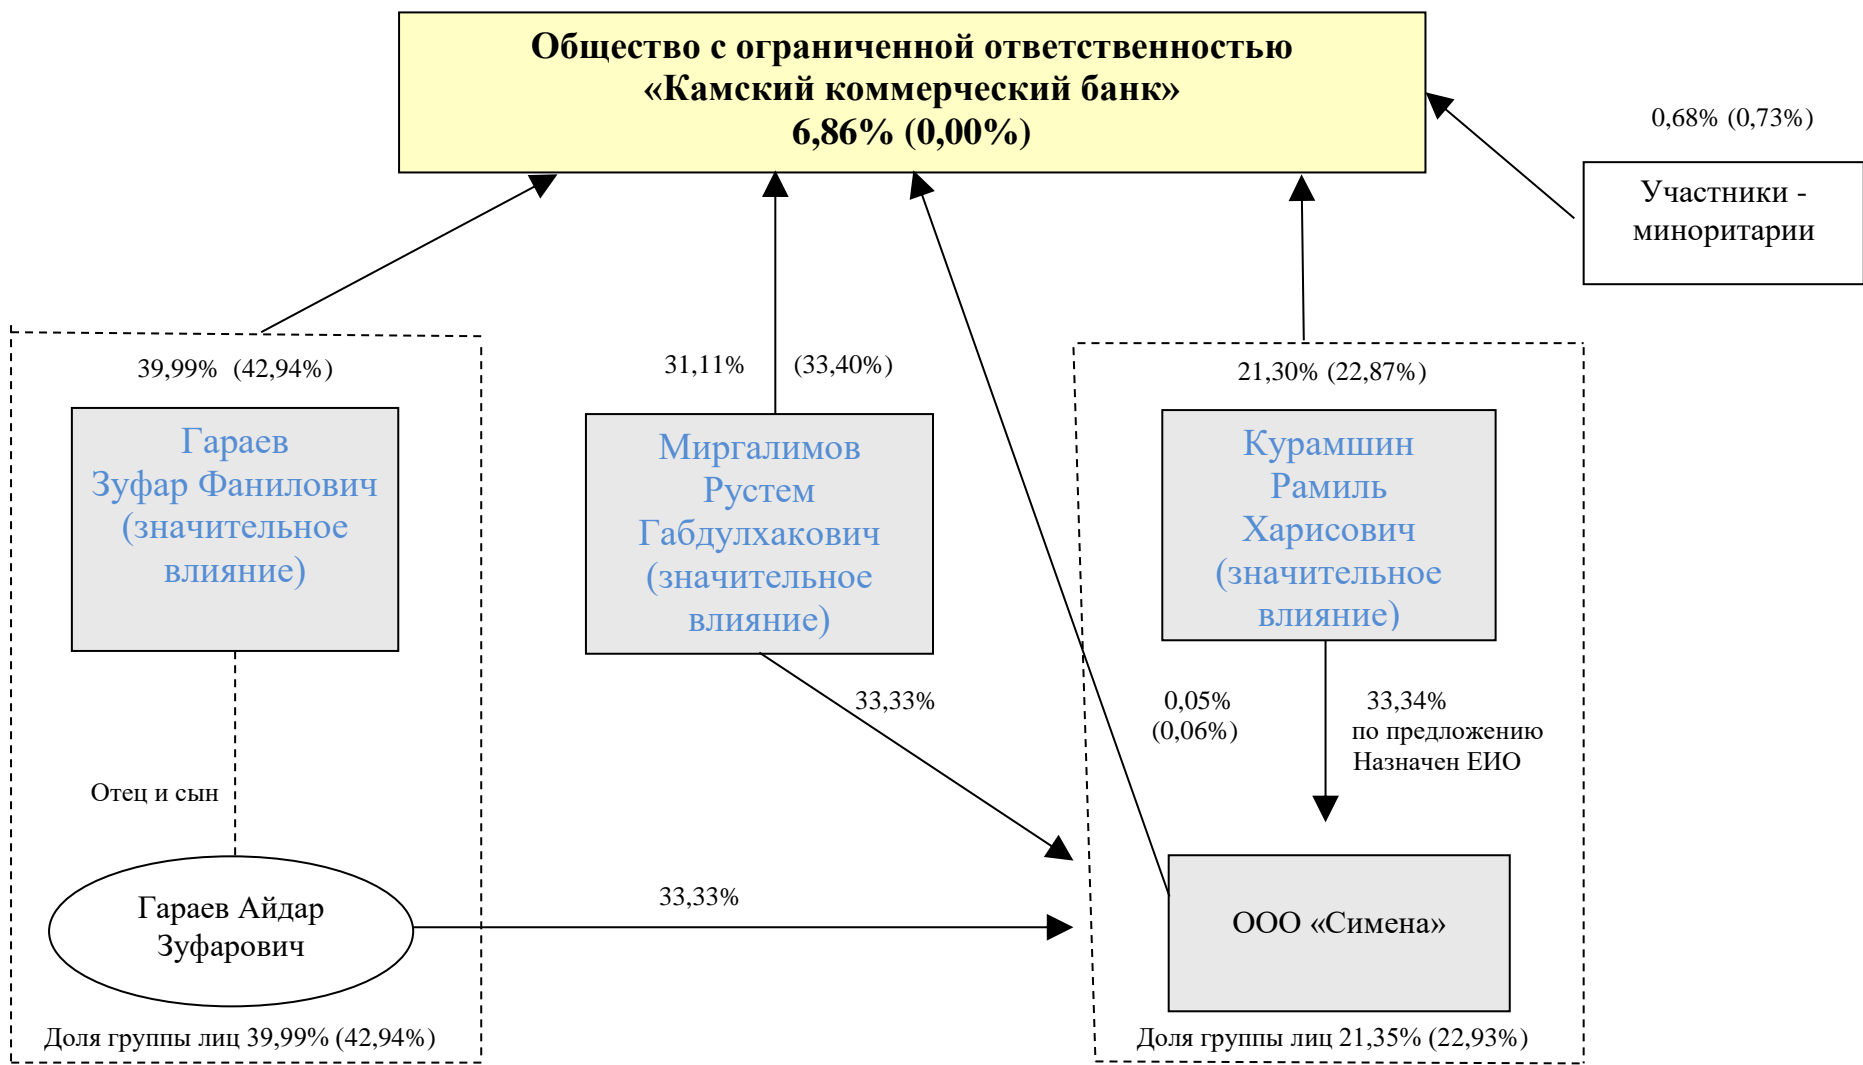 Общество с ограниченной ответственностью
«Камский коммерческий банк»
6,86% (0,00%)
0,68% (0,73%)
Участники -
миноритарии
39,99% (42,94%)
31,11% (33,40%)
21,30% (22,87%)
Гараев
Зуфар Фанилович
(значительное
влияние)
Миргалимов
Рустем
Габдулхакович
(значительное
влияние)
Курамшин
Рамиль
Харисович
(значительное
влияние)
33,33%
0,05%
(0,06%)
33,34%
по предложению
Назначен ЕИО
Отец и сын
Гараев Айдар
Зуфарович
33,33%
ООО «Симена»
Доля группы лиц 39,99% (42,94%)
Доля группы лиц 21,35% (22,93%)